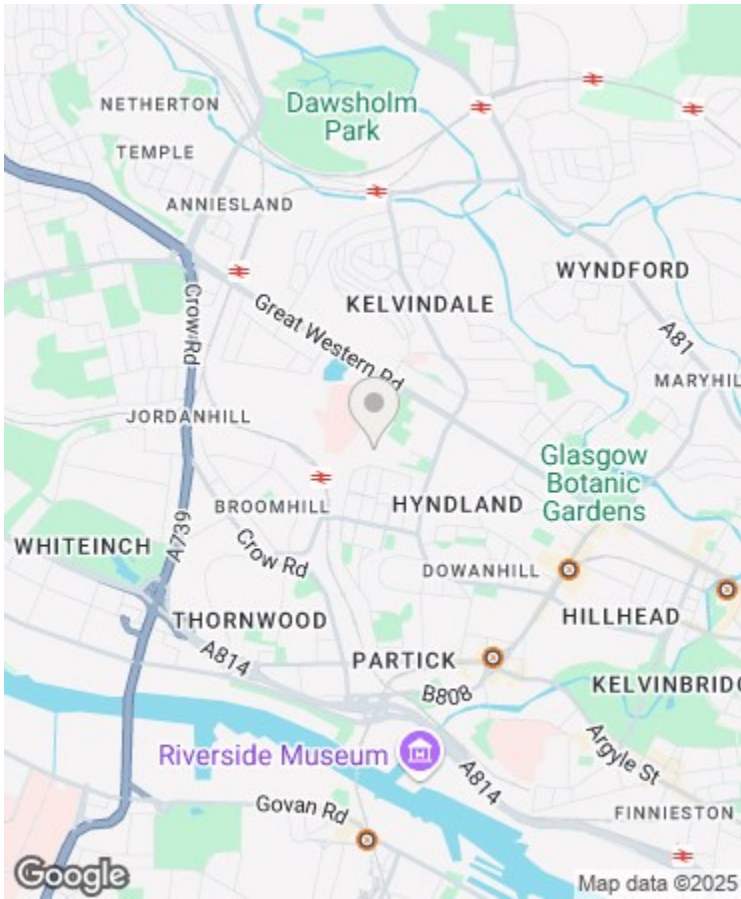 NETHERTON
Dawsholm
Park
TEMPLE
ANNIESLAND
WYNDFORD
KELVINDALE
Crow Rd
Great Western Rd
A81
MARYHIL
JORDANHILL
Glasgow
Botanic
Gardens
BROOMHILL
HYNDLAND
A739
WHITEINCH
Crow Rd
DOWANHILL
THORNWOOD
HILLHEAD
A814
PARTICK
B808
KELVINBRIDG
Argyle St
Riverside Museum
A814
Govan Rd
FINNIESTON
Google
Map data ©2025